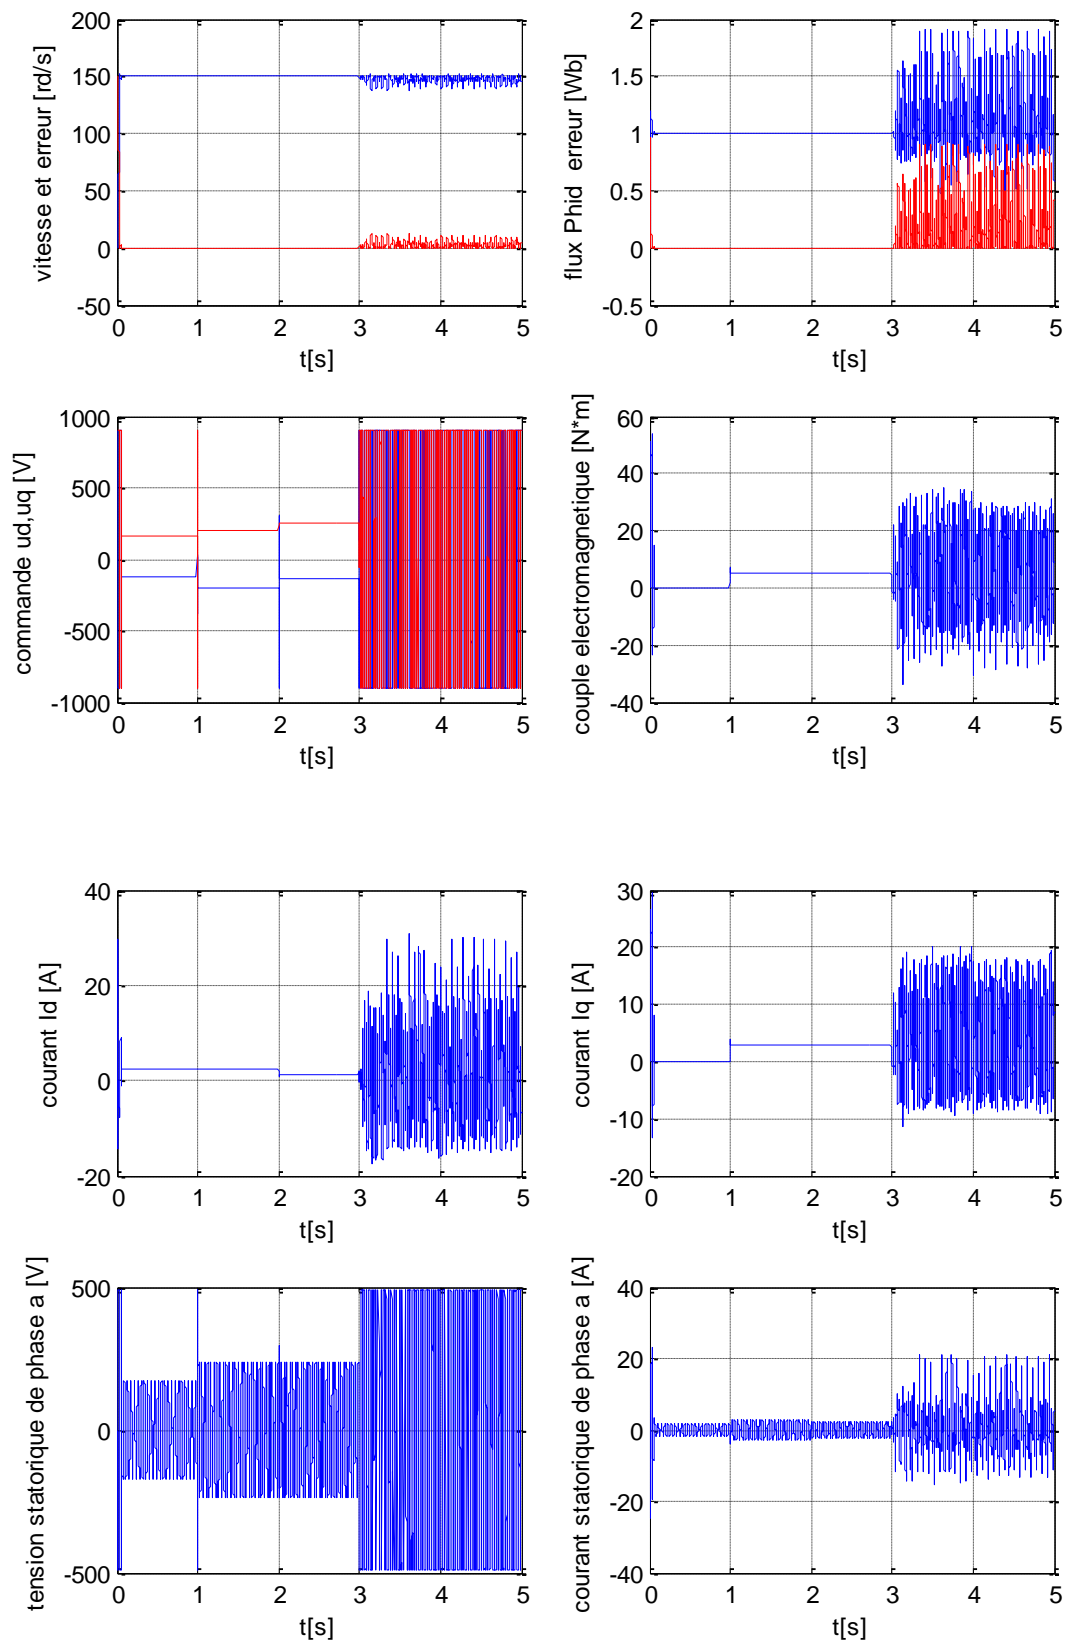 vitesse et erreur [rd/s]
200
150
100
50
0
-50
0 1 2 3 4 5
t[s]
flux Phid  erreur [Wb]
2
1.5
1
0.5
0
-0.5
0 1 2 3 4 5
t[s]
commande ud,uq [V]
1000
500
0
-500
-1000
0 1 2 3 4 5
t[s]
couple electromagnetique [N*m]
60
40
20
0
-20
-40
0 1 2 3 4 5
t[s]
courant Id [A]
40
20
0
-20
0 1 2 3 4 5
t[s]
courant Iq [A]
30
20
10
0
-10
-20
0 1 2 3 4 5
t[s]
tension statorique de phase a [V]
500
0
-500
0 1 2 3 4 5
t[s]
courant statorique de phase a [A]
40
20
0
-20
-40
0 1 2 3 4 5
t[s]